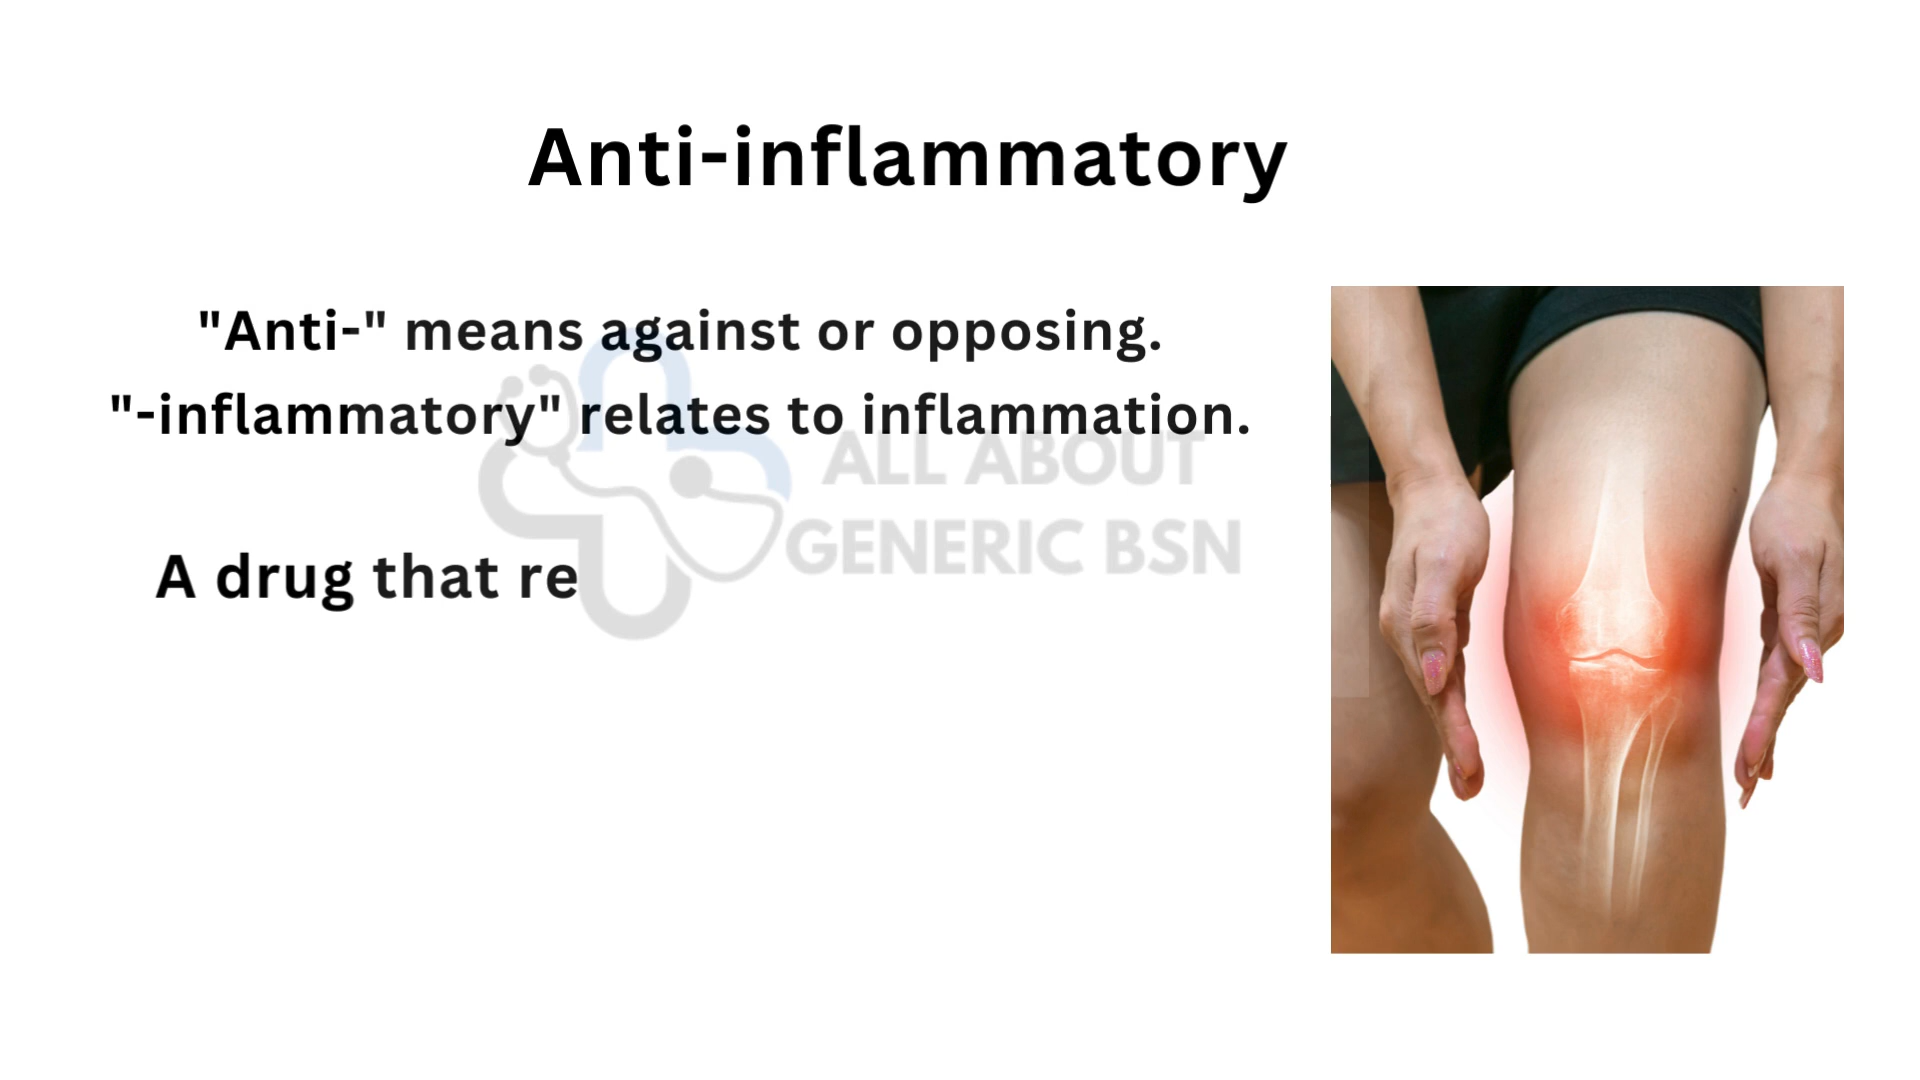 Anti-inflammatory
"Anti-" means against or opposing.
"-inflammatory" relates to inflammation.
ALL ABOUT
GENERIC BSN
A drug that re